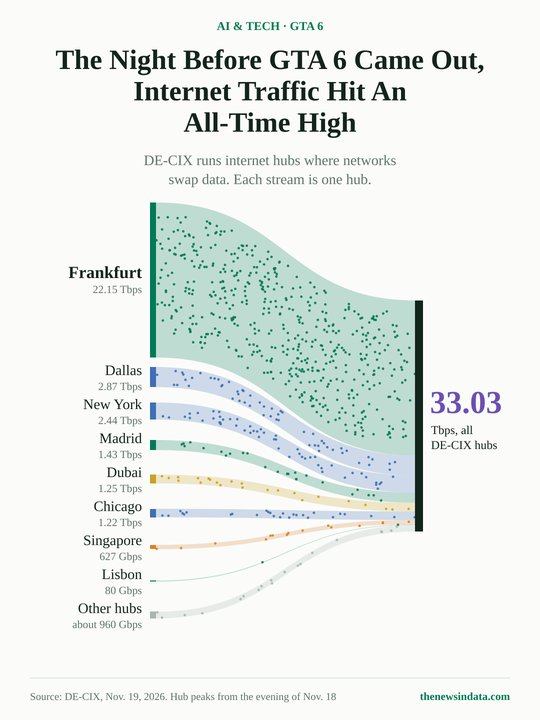 AI & TECH · GTA 6
The Night Before GTA 6 Came Out,
Internet Traffic Hit An
All-Time High
DE-CIX runs internet hubs where networks
swap data. Each stream is one hub.
Frankfurt
22.15 Tbps
Dallas
2.87 Tbps
New York
2.44 Tbps
Madrid
1.43 Tbps
Dubai
1.25 Tbps
Chicago
1.22 Tbps
Singapore
627 Gbps
Lisbon
80 Gbps
Other hubs
about 960 Gbps
33.03
Tbps, all
DE-CIX hubs
Source: DE-CIX, Nov. 19, 2026. Hub peaks from the evening of Nov. 18
thenewsindata.com